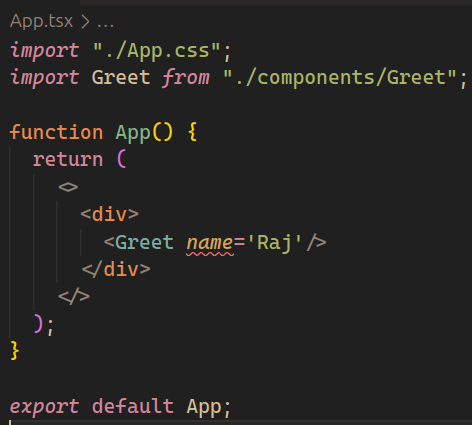 App.tsx > ...
import "./App.css";
import Greet from "./components/Greet";
function App() {
return (
<>
<div>
<Greet name='Raj'/>
</div>
</>
);
}
export default App;